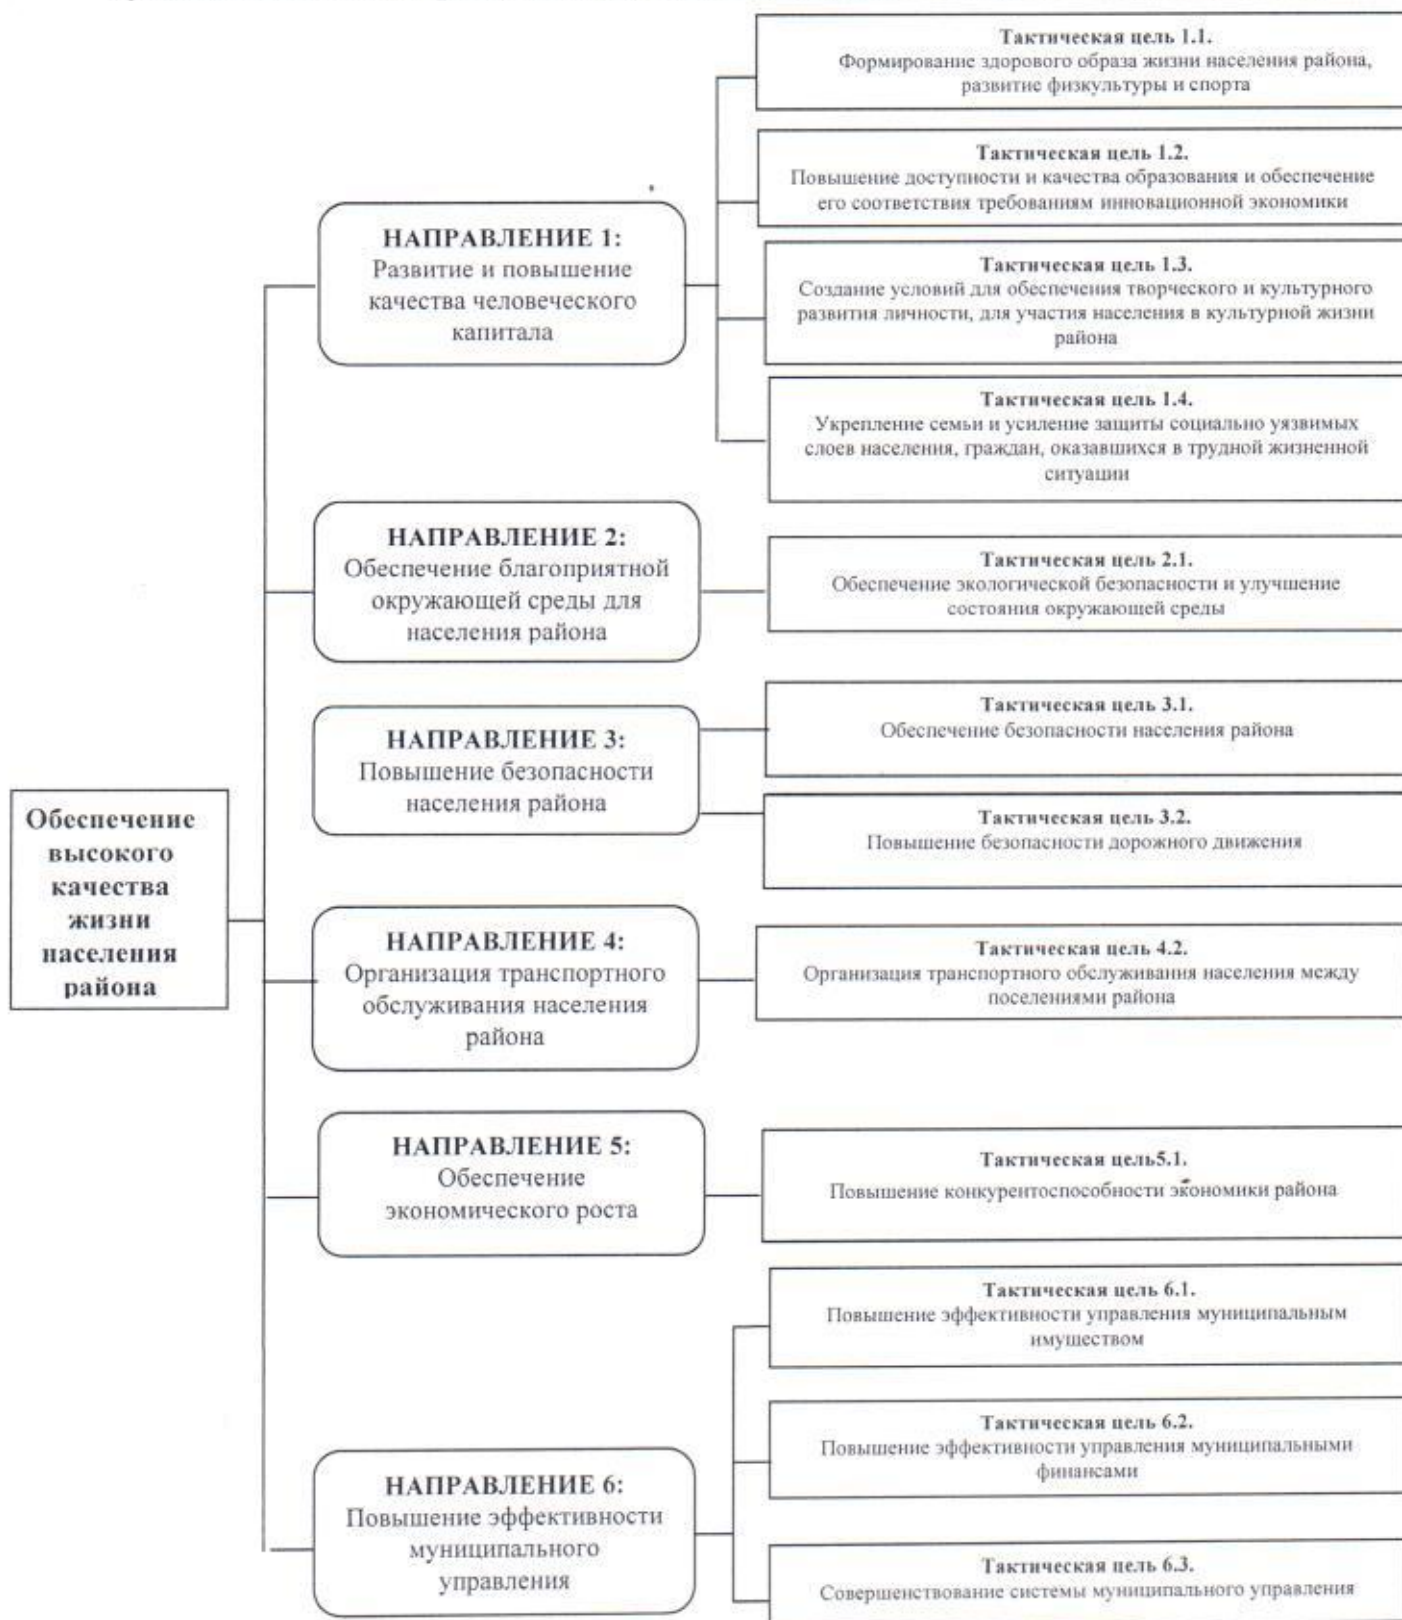 Обеспечение
высокого
качества
жизни
населения
района
НАПРАВЛЕНИЕ 1:
Развитие и повышение
качества человеческого
капитала
Тактическая цель 1.1.
Формирование здорового образа жизни населения района,
развитие физкультуры и спорта
Тактическая цель 1.2.
Повышение доступности и качества образования и обеспечение
его соответствия требованиям инновационной экономики
Тактическая цель 1.3.
Создание условий для обеспечения творческого и культурного
развития личности, для участия населения в культурной жизни
района
Тактическая цель 1.4.
Укрепление семьи и усиление защиты социально уязвимых
слоев населения, граждан, оказавшихся в трудной жизненной
ситуации
НАПРАВЛЕНИЕ 2:
Обеспечение благоприятной
окружающей среды для
населения района
Тактическая цель 2.1.
Обеспечение экологической безопасности и улучшение
состояния окружающей среды
НАПРАВЛЕНИЕ 3:
Повышение безопасности
населения района
Тактическая цель 3.1.
Обеспечение безопасности населения района
Тактическая цель 3.2.
Повышение безопасности дорожного движения
НАПРАВЛЕНИЕ 4:
Организация транспортного
обслуживания населения
района
Тактическая цель 4.2.
Организация транспортного обслуживания населения между
поселениями района
НАПРАВЛЕНИЕ 5:
Обеспечение
экономического роста
Тактическая цель5.1.
Повышение конкурентоспособности экономики района
НАПРАВЛЕНИЕ 6:
Повышение эффективности
муниципального
управления
Тактическая цель 6.1.
Повышение эффективности управления муниципальным
имуществом
Тактическая цель 6.2.
Повышение эффективности управления муниципальными
финансами
Тактическая цель 6.3.
Совершенствование системы муниципального управления